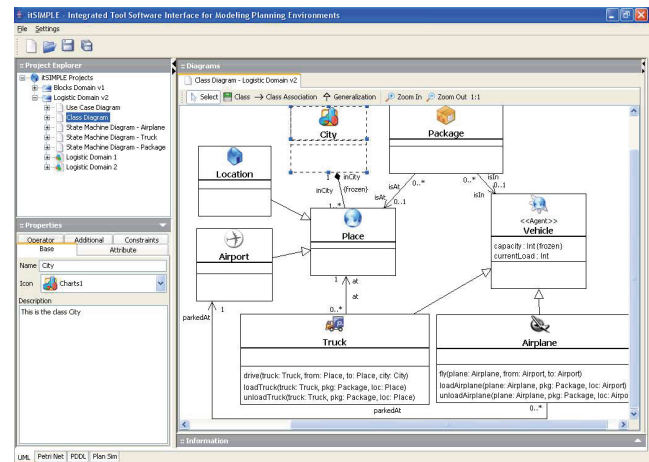 itSIMPLE - Integrated Tool Software Interface for Modeling Planning Environments
File Settings
:: Project Explorer
itSIMPLE Projects
Blocks Domain v1
Logistic Domain v2
Use Case Diagram
Class Diagram
State Machine Diagram - Airplane
State Machine Diagram - Truck
State Machine Diagram - Package
Logistic Domain 1
Logistic Domain 2
:: Properties
Operator Additional Constraints
Base Attribute
Name City
Icon Charts1
Description
This is the class City
:: Diagrams
Class Diagram - Logistic Domain v2
Select Class Class Association Generalization Zoom In Zoom Out 1:1
City
Package
Location
1 inCity
inCity {frozen}
1..*
isAt 0..*
isAt 0..1
0..* isIn
isIn 0..1
Place
<<Agent>>
Vehicle
capacity : Int {frozen}
currentLoad : Int
Airport
1 at
at
0..*
1
parkedAt
Truck
drive(truck: Truck, from: Place, to: Place, city: City)
loadTruck(truck: Truck, pkg: Package, loc: Place)
unloadTruck(truck: Truck, pkg: Package, loc: Place)
Airplane
fly(plane: Airplane, from: Airport, to: Airport)
loadAirplane(plane: Airplane, pkg: Package, loc: Airport)
unloadAirplane(plane: Airplane, pkg: Package, loc: Airpo
parkedAt
0..*
:: Information
UML Petri Net PDDL Plan Sim